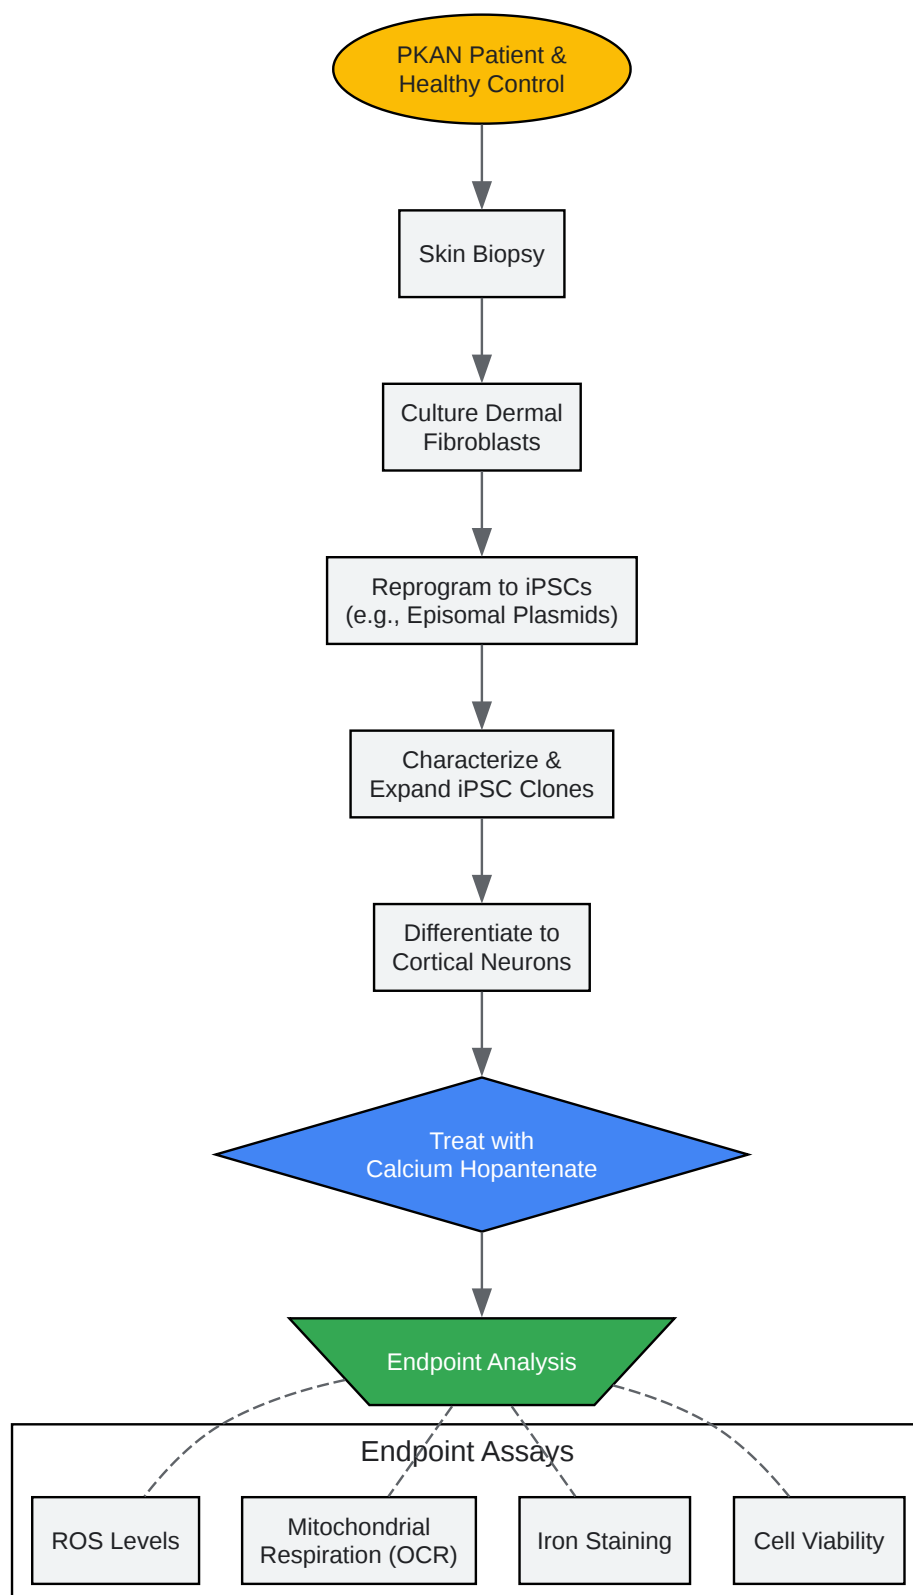 PKAN Patient &
Healthy Control
Skin Biopsy
Culture Dermal
Fibroblasts
Reprogram to iPSCs
(e.g., Episomal Plasmids)
Characterize &
Expand iPSC Clones
Differentiate to
Cortical Neurons
Treat with
Calcium Hopantenate
Endpoint Analysis
Endpoint Assays
ROS Levels
Mitochondrial
Respiration (OCR)
Iron Staining
Cell Viability